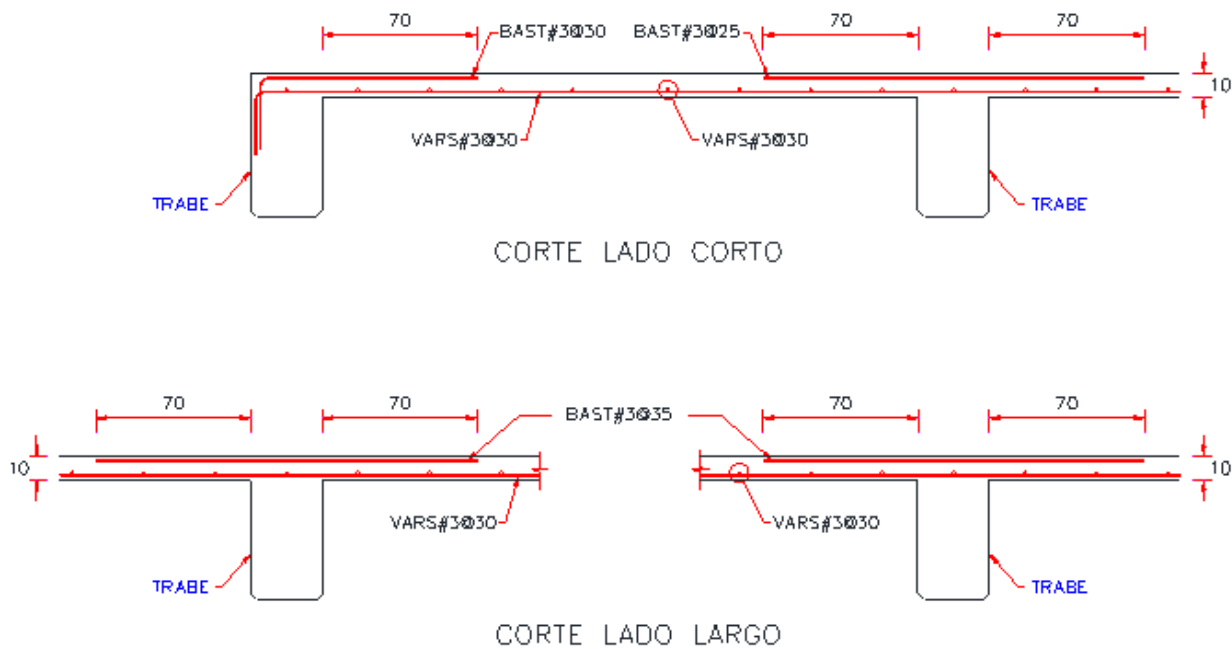 70 BAST#3@30 BAST#3@25 70 70
10
VARS#3@30 VARS#3@30
TRABE TRABE
CORTE LADO CORTO
70 70 BAST#3@35 70 70
10 10
VARS#3@30 VARS#3@30
TRABE TRABE
CORTE LADO LARGO